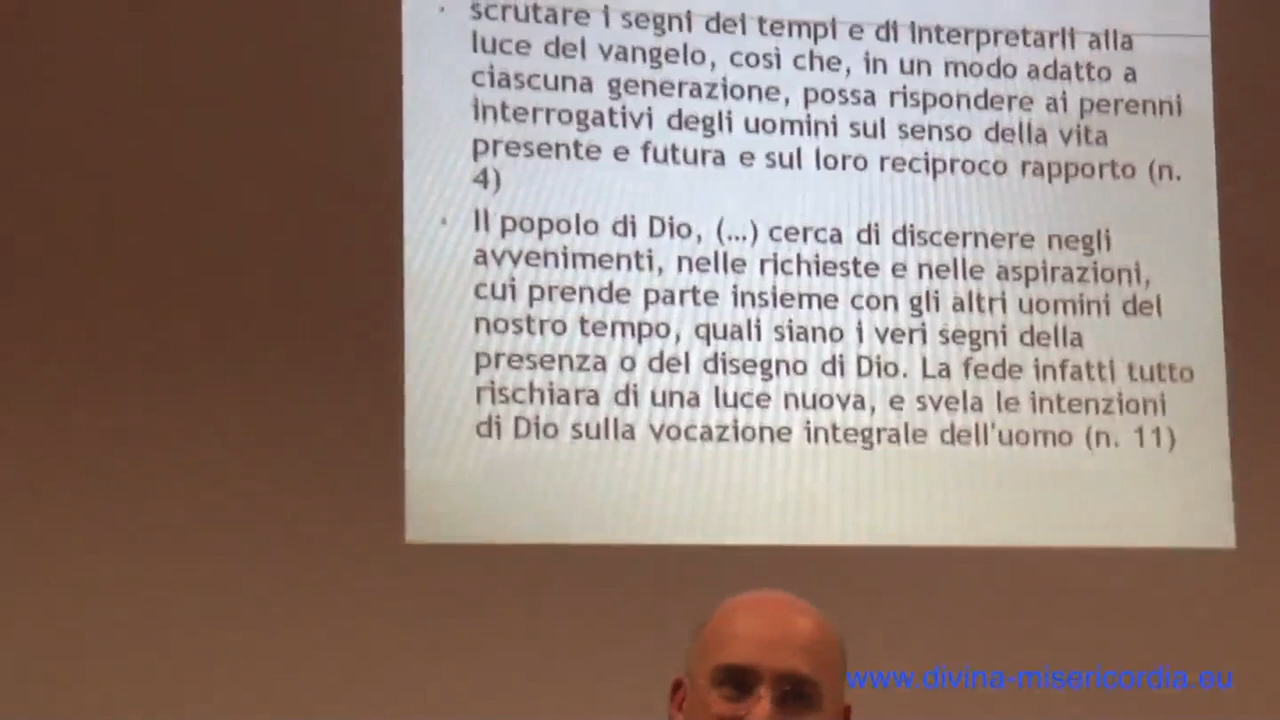 scrutare i segni dei tempi e di interpretarli alla
luce del vangelo, così che, in un modo adatto a
ciascuna generazione, possa rispondere ai perenni
interrogativi degli uomini sul senso della vita
presente e futura e sul loro reciproco rapporto (n.
4)
Il popolo di Dio, (...) cerca di discernere negli
avvenimenti, nelle richieste e nelle aspirazioni,
cui prende parte insieme con gli altri uomini del
nostro tempo, quali siano i veri segni della
presenza o del disegno di Dio. La fede infatti tutto
rischiara di una luce nuova, e svela le intenzioni
di Dio sulla vocazione integrale dell'uomo (n. 11)
www.divina-misericordia.eu